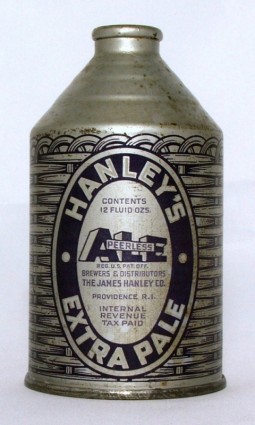 HANLEY'S
CONTENTS
12 FLUID OZS.
ALE
PEERLESS
REG. U.S. PAT. OFF.
BREWERS & DISTRIBUTORS
THE JAMES HANLEY CO.
PROVIDENCE, R.I.
INTERNAL
REVENUE
TAX PAID
EXTRA PALE